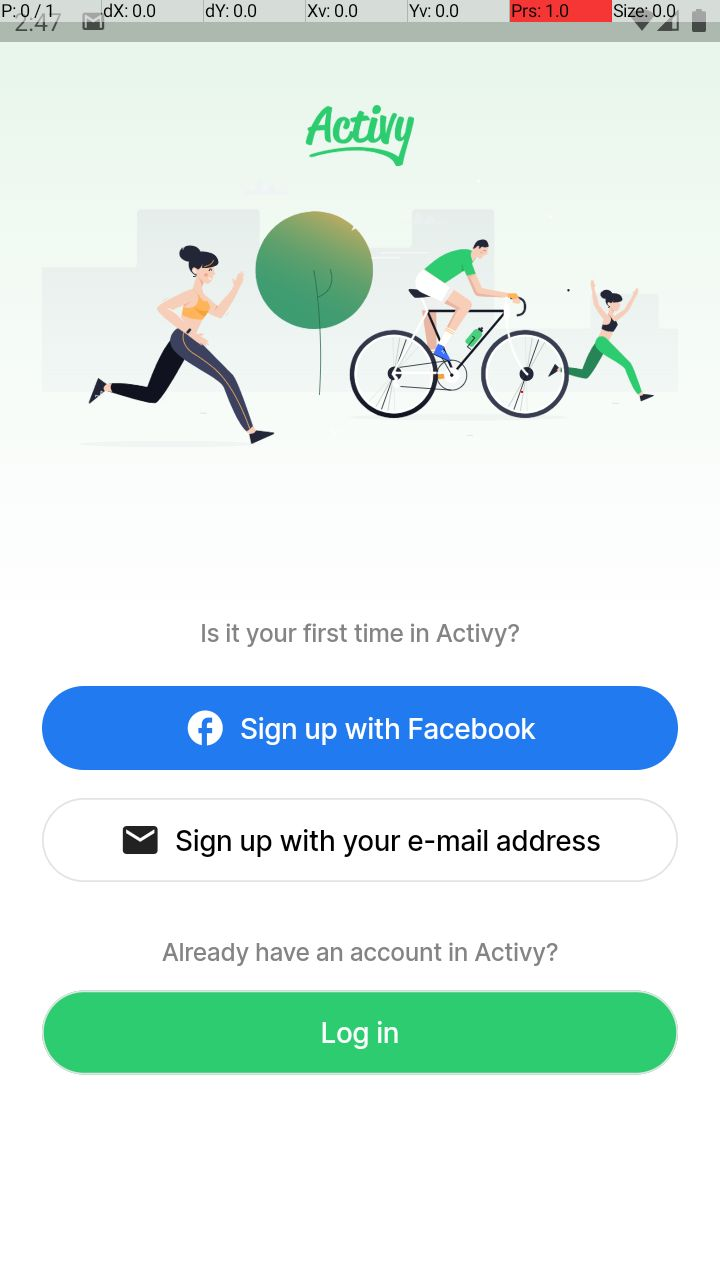 P: 0 / 1 dX: 0.0 dY: 0.0 Xv: 0.0 Yv: 0.0 Prs: 1.0 Size: 0.0
2:47
Activy
Is it your first time in Activy?
Sign up with Facebook
Sign up with your e-mail address
Already have an account in Activy?
Log in